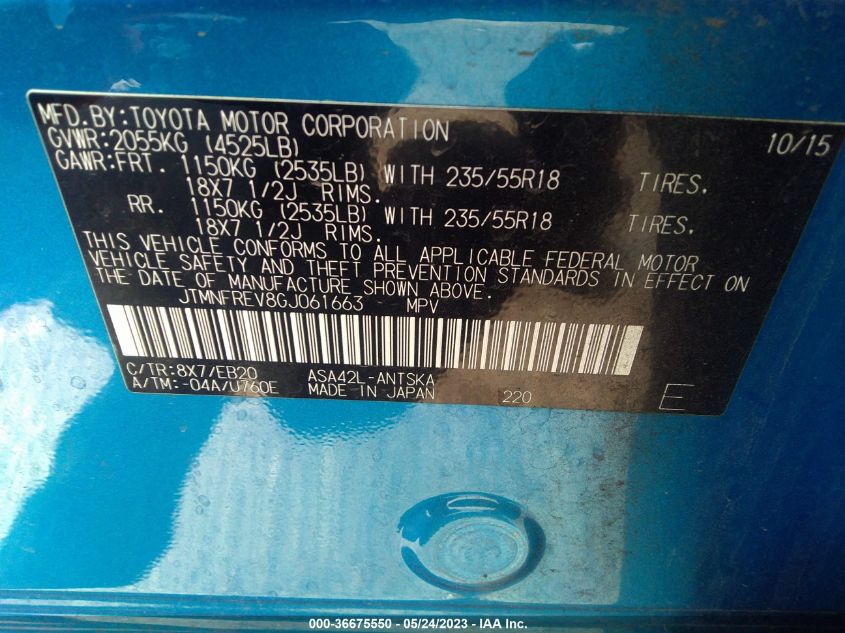 MFD.BY:TOYOTA MOTOR CORPORATION 10/15
GVWR:2055KG (4525LB)
GAWR:FRT. 1150KG (2535LB) WITH 235/55R18 TIRES.
18X7 1/2J RIMS.
RR. 1150KG (2535LB) WITH 235/55R18 TIRES.
18X7 1/2J RIMS.
THIS VEHICLE CONFORMS TO ALL APPLICABLE FEDERAL MOTOR
VEHICLE SAFETY AND THEFT PREVENTION STANDARDS IN EFFECT ON
THE DATE OF MANUFACTURE SHOWN ABOVE.
JTMNFREV8GJ061663 MPV
C/TR:8X7/EB20 ASA42L-ANTSKA
A/TM:-04A/U760E MADE IN JAPAN 220 E
000-36675550 - 05/24/2023 - IAA Inc.